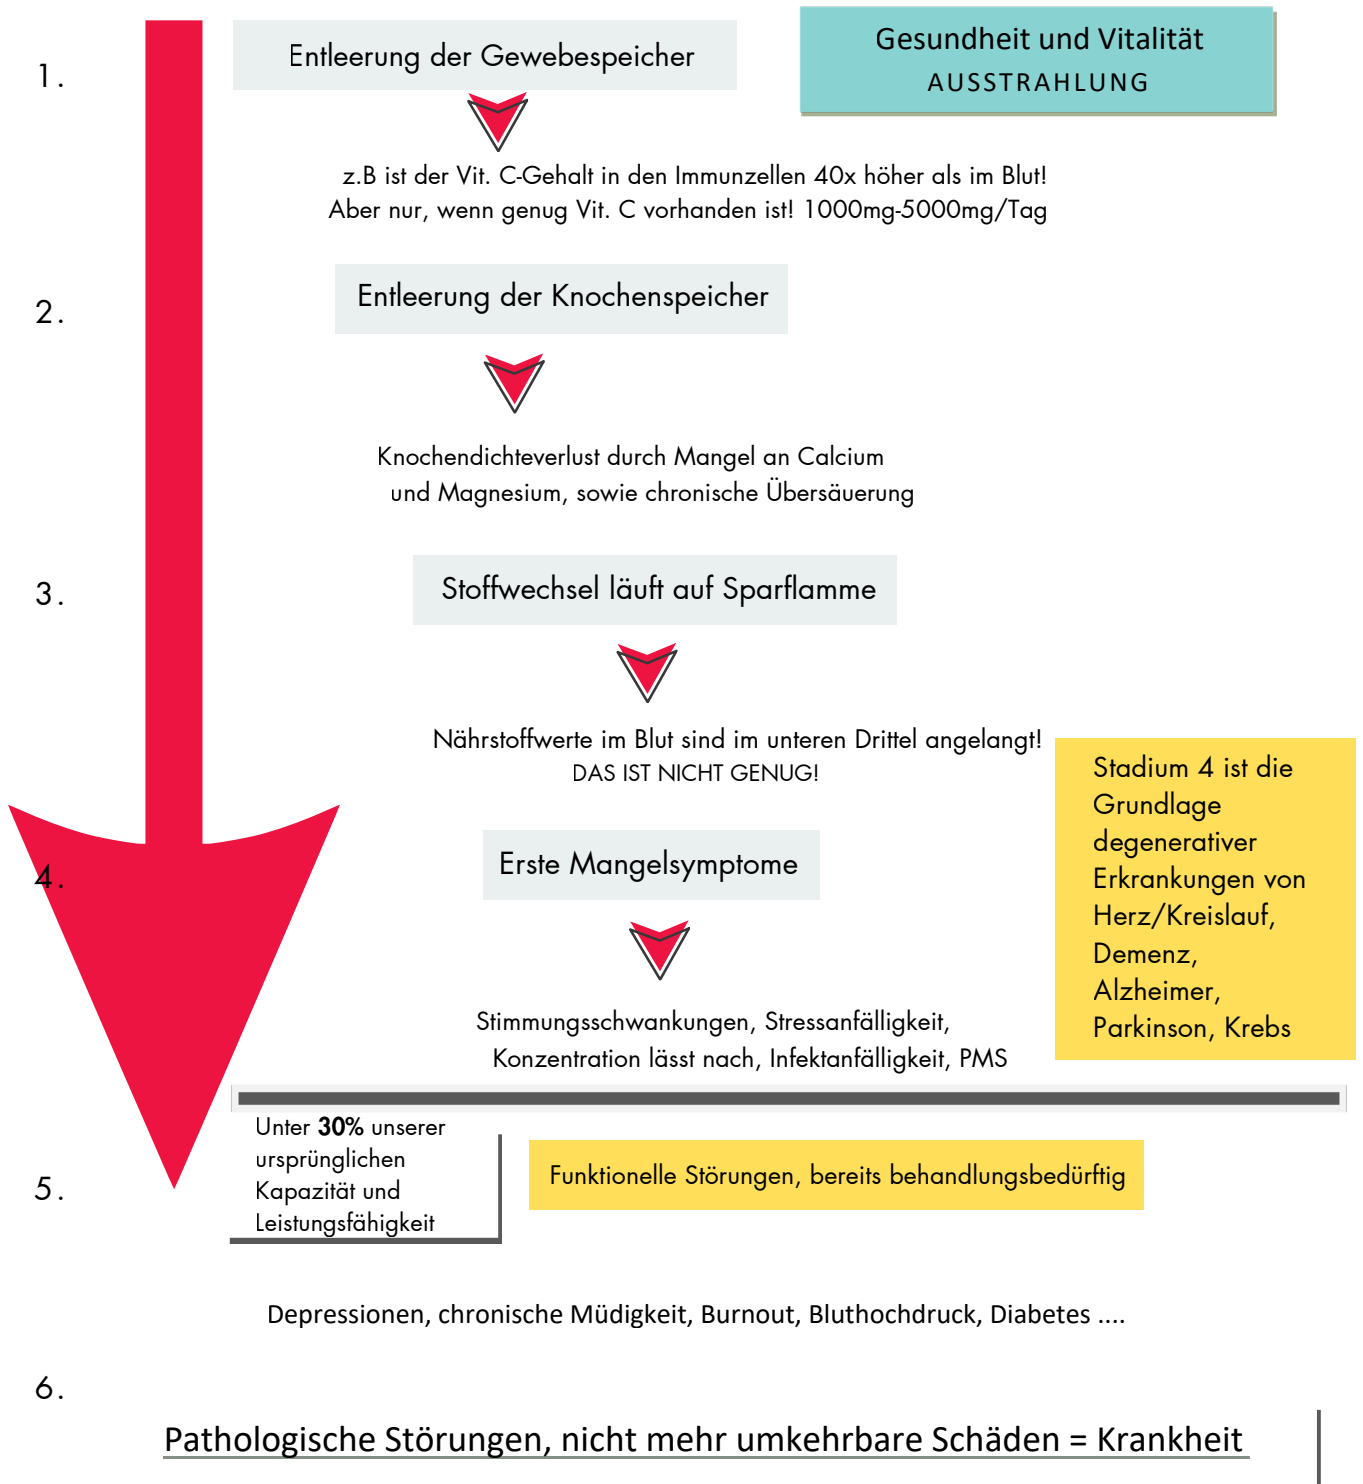 1.
Entleerung der Gewebespeicher
Gesundheit und Vitalität
AUSSTRAHLUNG
z.B ist der Vit. C-Gehalt in den Immunzellen 40x höher als im Blut!
Aber nur, wenn genug Vit. C vorhanden ist! 1000mg-5000mg/Tag
2.
Entleerung der Knochenspeicher
Knochendichteverlust durch Mangel an Calcium
und Magnesium, sowie chronische Übersäuerung
3.
Stoffwechsel läuft auf Sparflamme
Nährstoffwerte im Blut sind im unteren Drittel angelangt!
DAS IST NICHT GENUG!
Stadium 4 ist die
Grundlage
degenerativer
Erkrankungen von
Herz/Kreislauf,
Demenz,
Alzheimer,
Parkinson, Krebs
4.
Erste Mangelsymptome
Stimmungsschwankungen, Stressanfälligkeit,
Konzentration lässt nach, Infektanfälligkeit, PMS
5.
Unter 30% unserer
ursprünglichen
Kapazität und
Leistungsfähigkeit
Funktionelle Störungen, bereits behandlungsbedürftig
Depressionen, chronische Müdigkeit, Burnout, Bluthochdruck, Diabetes ....
6.
Pathologische Störungen, nicht mehr umkehrbare Schäden = Krankheit